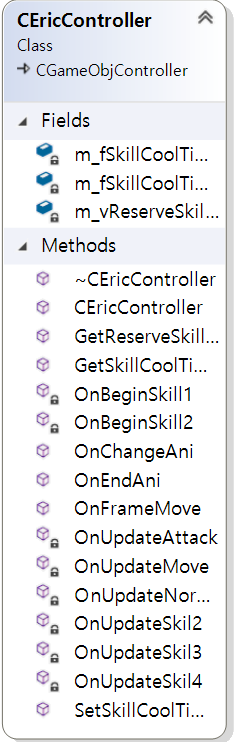 CEricController
Class
CGameObjController
Fields
m_fSkillCoolTi...
m_fSkillCoolTi...
m_vReserveSkil...
Methods
~CEricController
CEricController
GetReserveSkill...
GetSkillCoolTi...
OnBeginSkill1
OnBeginSkill2
OnChangeAni
OnEndAni
OnFrameMove
OnUpdateAttack
OnUpdateMove
OnUpdateNor...
OnUpdateSkil2
OnUpdateSkil3
OnUpdateSkil4
SetSkillCoolTi...